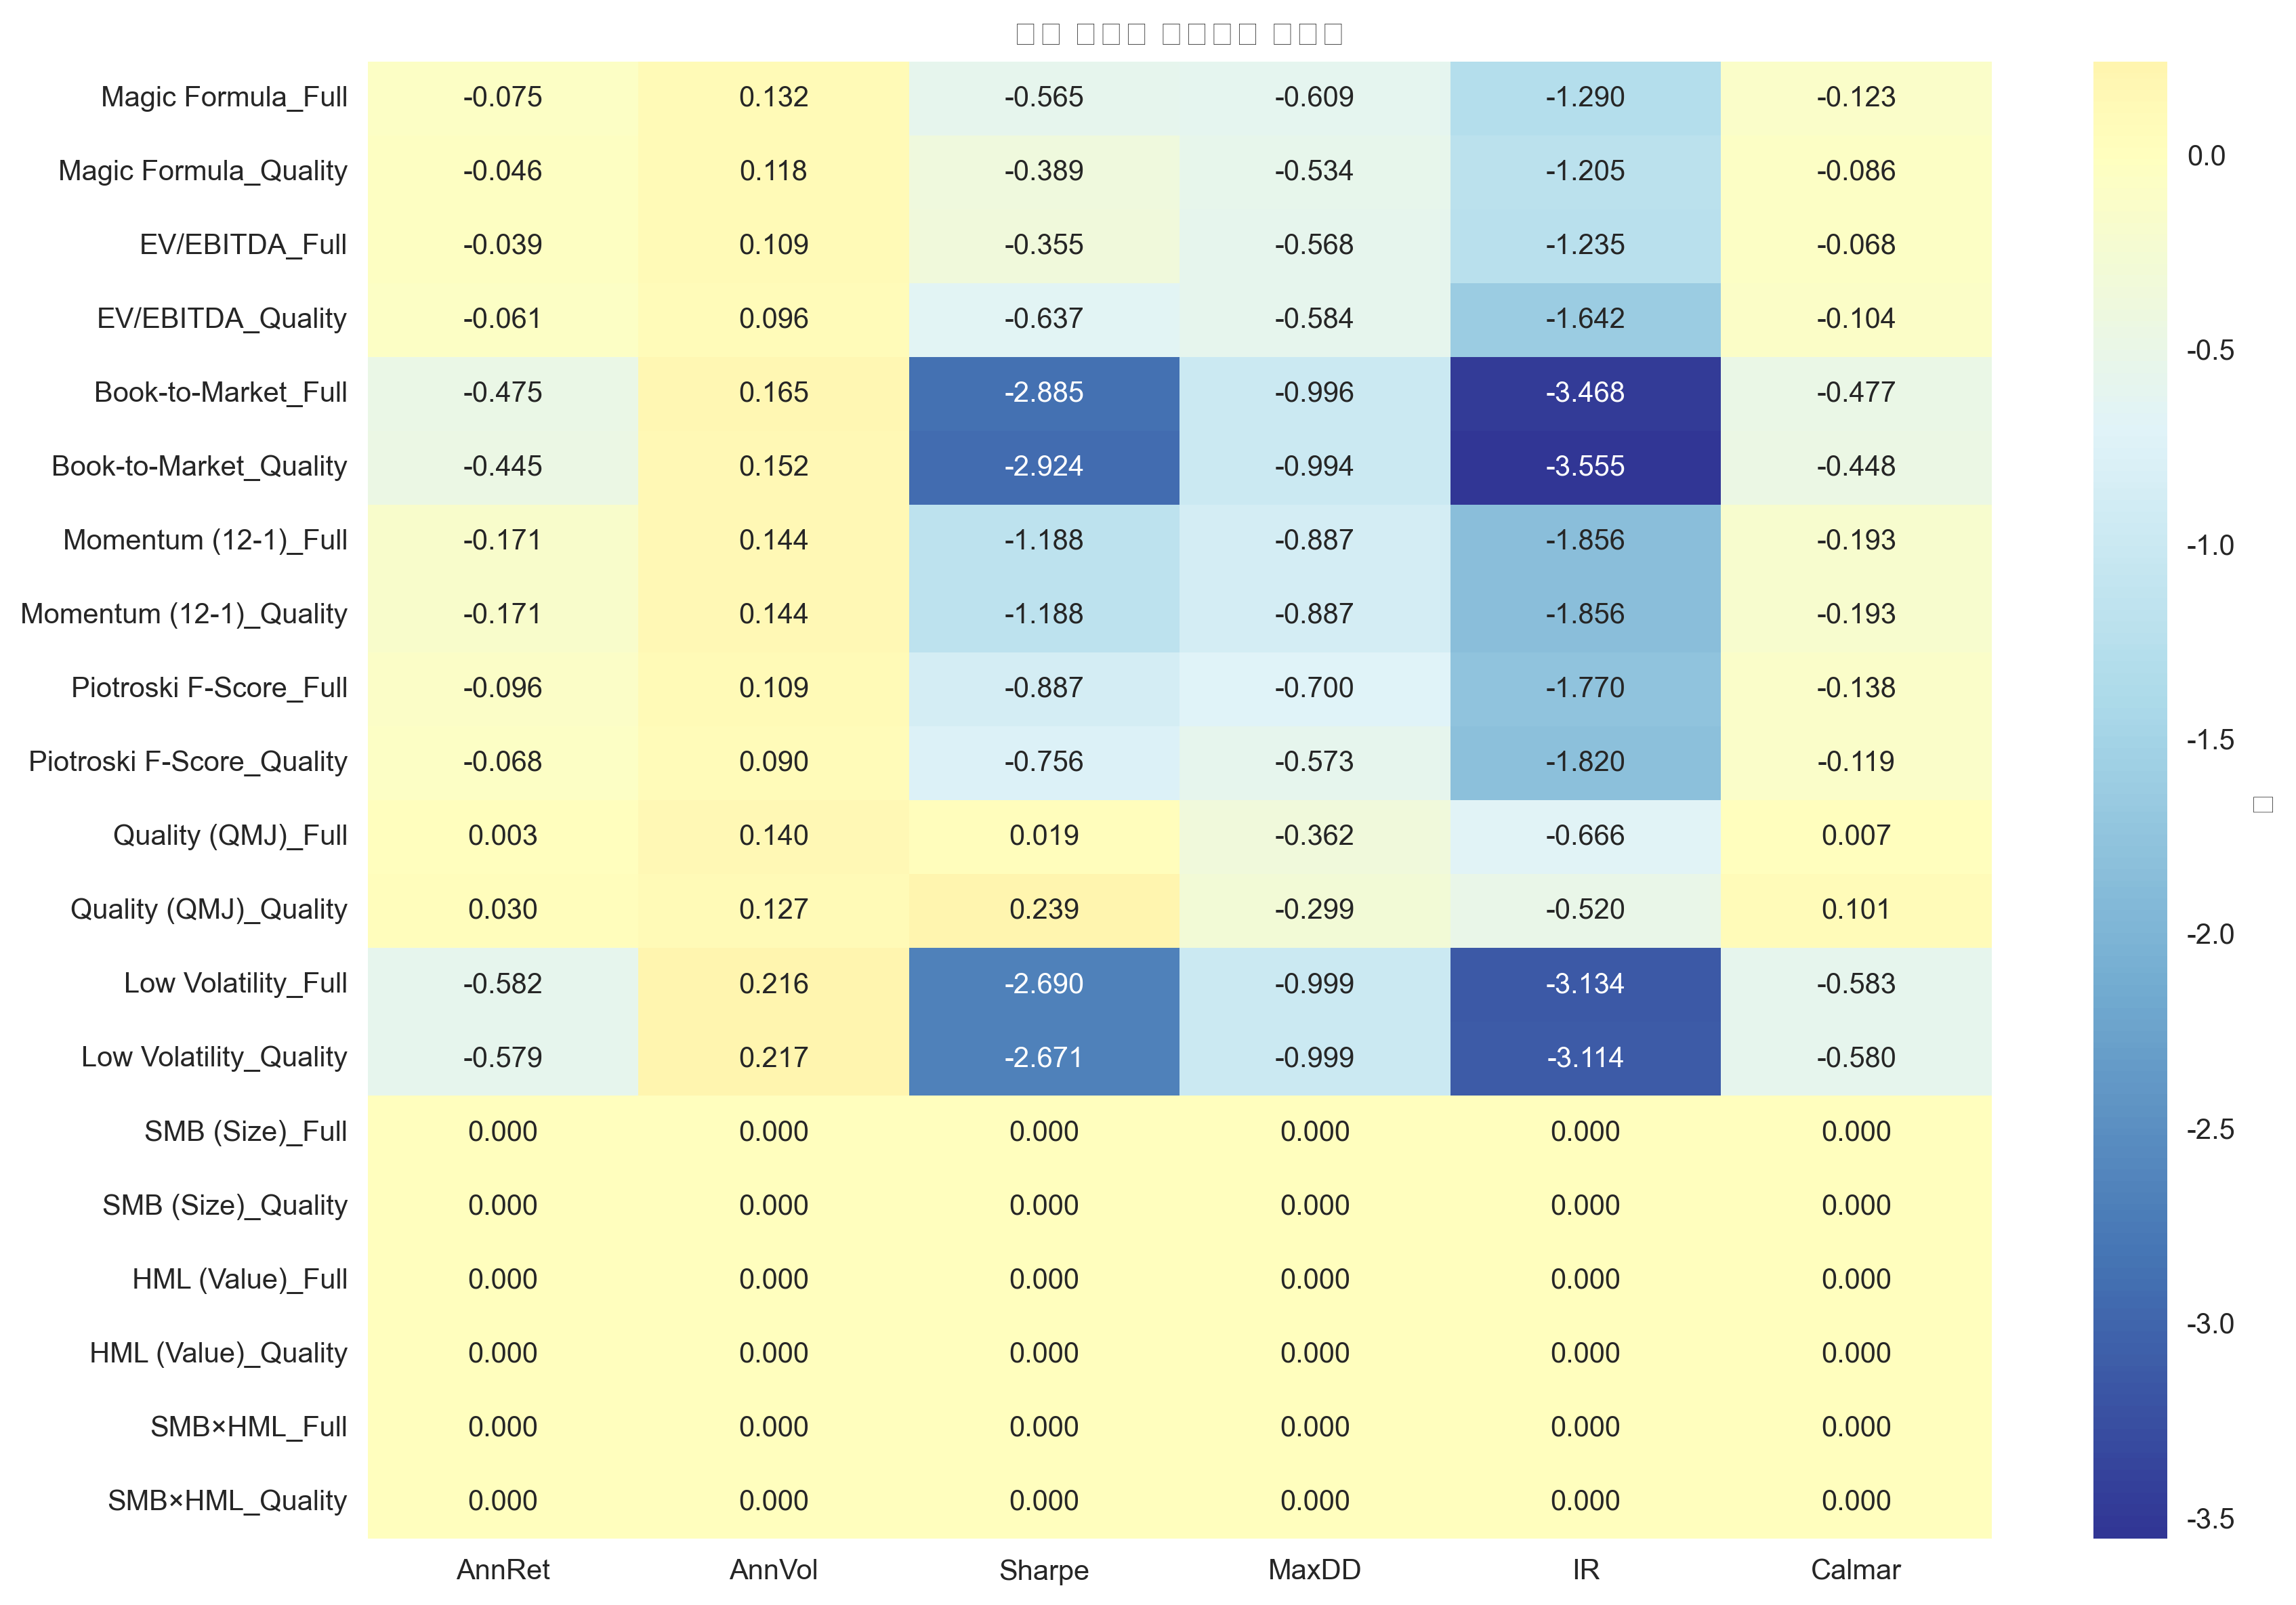 Magic Formula_Full -0.075 0.132 -0.565 -0.609 -1.290 -0.123
Magic Formula_Quality -0.046 0.118 -0.389 -0.534 -1.205 -0.086
EV/EBITDA_Full -0.039 0.109 -0.355 -0.568 -1.235 -0.068
EV/EBITDA_Quality -0.061 0.096 -0.637 -0.584 -1.642 -0.104
Book-to-Market_Full -0.475 0.165 -2.885 -0.996 -3.468 -0.477
Book-to-Market_Quality -0.445 0.152 -2.924 -0.994 -3.555 -0.448
Momentum (12-1)_Full -0.171 0.144 -1.188 -0.887 -1.856 -0.193
Momentum (12-1)_Quality -0.171 0.144 -1.188 -0.887 -1.856 -0.193
Piotroski F-Score_Full -0.096 0.109 -0.887 -0.700 -1.770 -0.138
Piotroski F-Score_Quality -0.068 0.090 -0.756 -0.573 -1.820 -0.119
Quality (QMJ)_Full 0.003 0.140 0.019 -0.362 -0.666 0.007
Quality (QMJ)_Quality 0.030 0.127 0.239 -0.299 -0.520 0.101
Low Volatility_Full -0.582 0.216 -2.690 -0.999 -3.134 -0.583
Low Volatility_Quality -0.579 0.217 -2.671 -0.999 -3.114 -0.580
SMB (Size)_Full 0.000 0.000 0.000 0.000 0.000 0.000
SMB (Size)_Quality 0.000 0.000 0.000 0.000 0.000 0.000
HML (Value)_Full 0.000 0.000 0.000 0.000 0.000 0.000
HML (Value)_Quality 0.000 0.000 0.000 0.000 0.000 0.000
SMB×HML_Full 0.000 0.000 0.000 0.000 0.000 0.000
SMB×HML_Quality 0.000 0.000 0.000 0.000 0.000 0.000
AnnRet AnnVol Sharpe MaxDD IR Calmar
0.0
-0.5
-1.0
-1.5
-2.0
-2.5
-3.0
-3.5